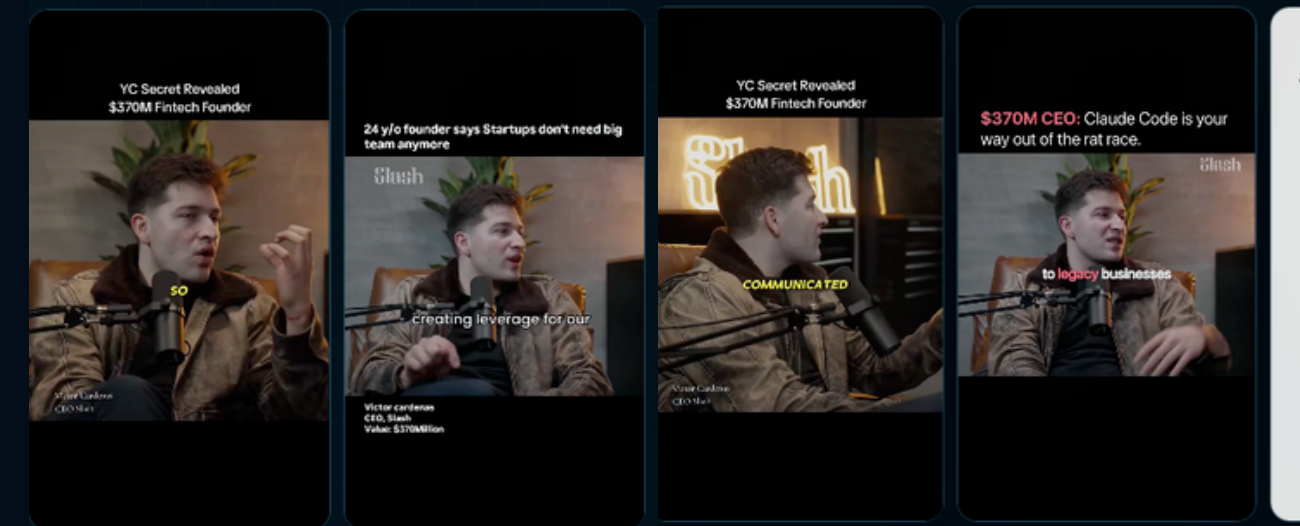 YC Secret Revealed
$370M Fintech Founder
SO
Victor Cardenas
CEO Slash
24 y/o founder says Startups don't need big
team anymore
Slash
creating leverage for our
Victor cardenas
CEO, Slash
Value: $370Million
YC Secret Revealed
$370M Fintech Founder
Slash
COMMUNICATED
Victor Cardenas
CEO Slash
$370M CEO: Claude Code is your
way out of the rat race.
Slash
to legacy businesses